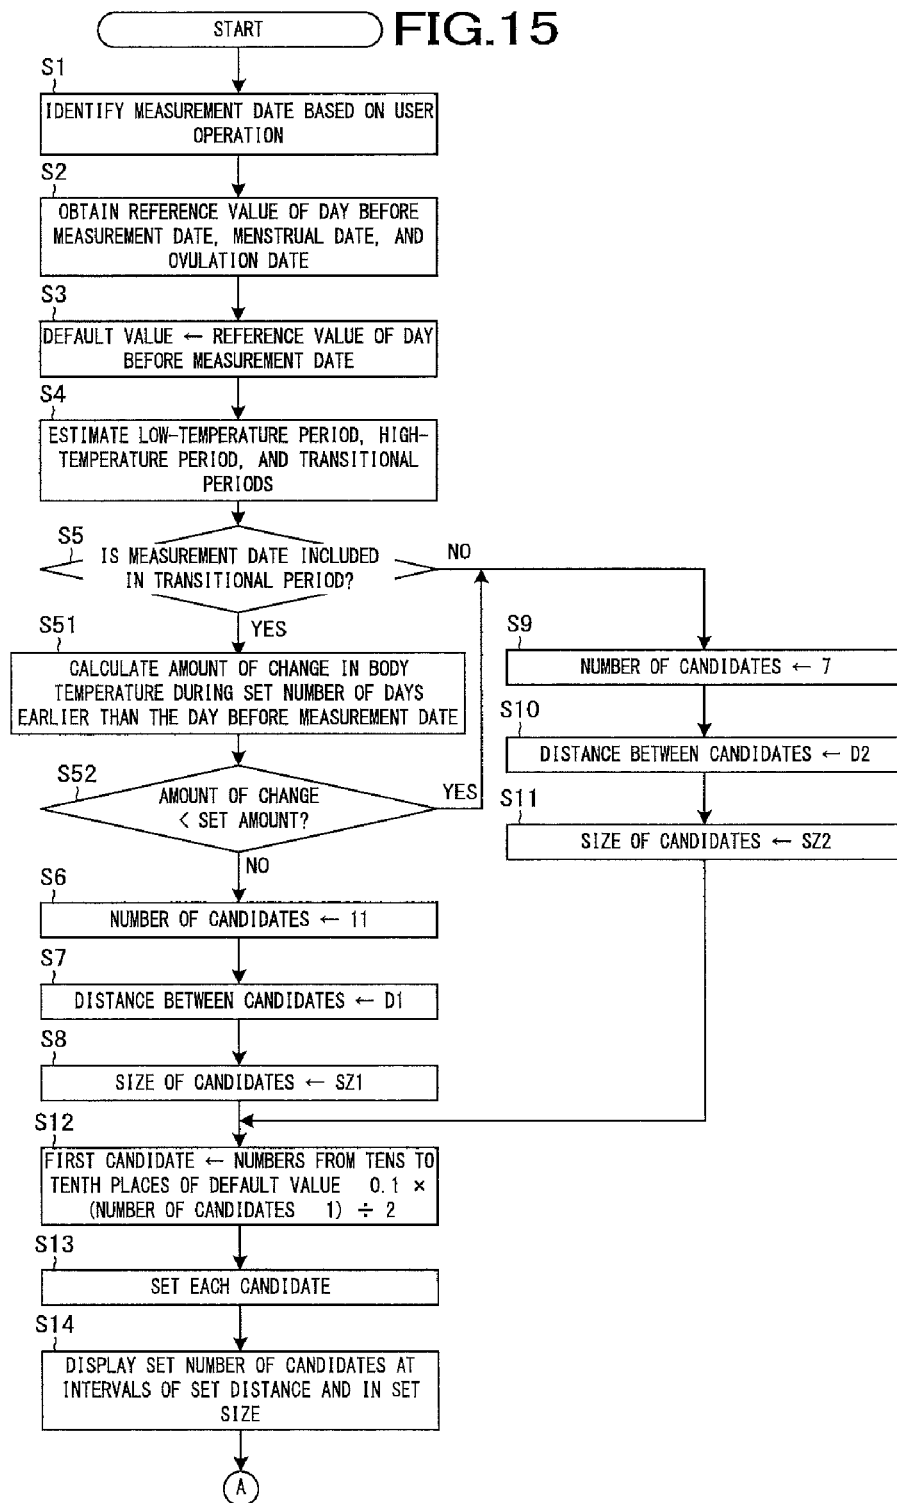 FIG.15
START
S1
IDENTIFY MEASUREMENT DATE BASED ON USER
OPERATION
S2
OBTAIN REFERENCE VALUE OF DAY BEFORE
MEASUREMENT DATE, MENSTRUAL DATE, AND
OVULATION DATE
S3
DEFAULT VALUE ← REFERENCE VALUE OF DAY
BEFORE MEASUREMENT DATE
S4
ESTIMATE LOW-TEMPERATURE PERIOD, HIGH-
TEMPERATURE PERIOD, AND TRANSITIONAL
PERIODS
S5
IS MEASUREMENT DATE INCLUDED
IN TRANSITIONAL PERIOD?
NO
YES
S51
CALCULATE AMOUNT OF CHANGE IN BODY
TEMPERATURE DURING SET NUMBER OF DAYS
EARLIER THAN THE DAY BEFORE MEASUREMENT DATE
S52
AMOUNT OF CHANGE
< SET AMOUNT?
YES
NO
S9
NUMBER OF CANDIDATES ← 7
S10
DISTANCE BETWEEN CANDIDATES ← D2
S11
SIZE OF CANDIDATES ← SZ2
S6
NUMBER OF CANDIDATES ← 11
S7
DISTANCE BETWEEN CANDIDATES ← D1
S8
SIZE OF CANDIDATES ← SZ1
S12
FIRST CANDIDATE ← NUMBERS FROM TENS TO
TENTH PLACES OF DEFAULT VALUE 0.1 ×
(NUMBER OF CANDIDATES 1) ÷ 2
S13
SET EACH CANDIDATE
S14
DISPLAY SET NUMBER OF CANDIDATES AT
INTERVALS OF SET DISTANCE AND IN SET
SIZE
A